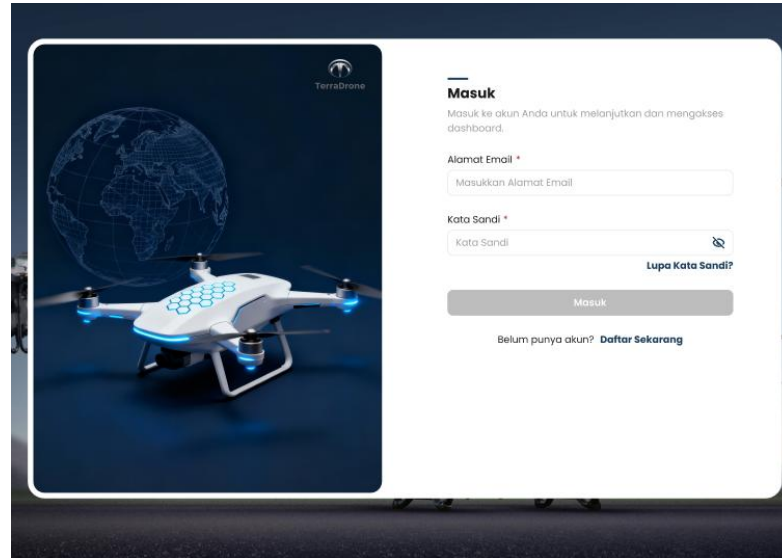 TerraDrone
Masuk
Masuk ke akun Anda untuk melanjutkan dan mengakses
dashboard.
Alamat Email *
Masukkan Alamat Email
Kata Sandi *
Kata Sandi
Lupa Kata Sandi?
Masuk
Belum punya akun? Daftar Sekarang